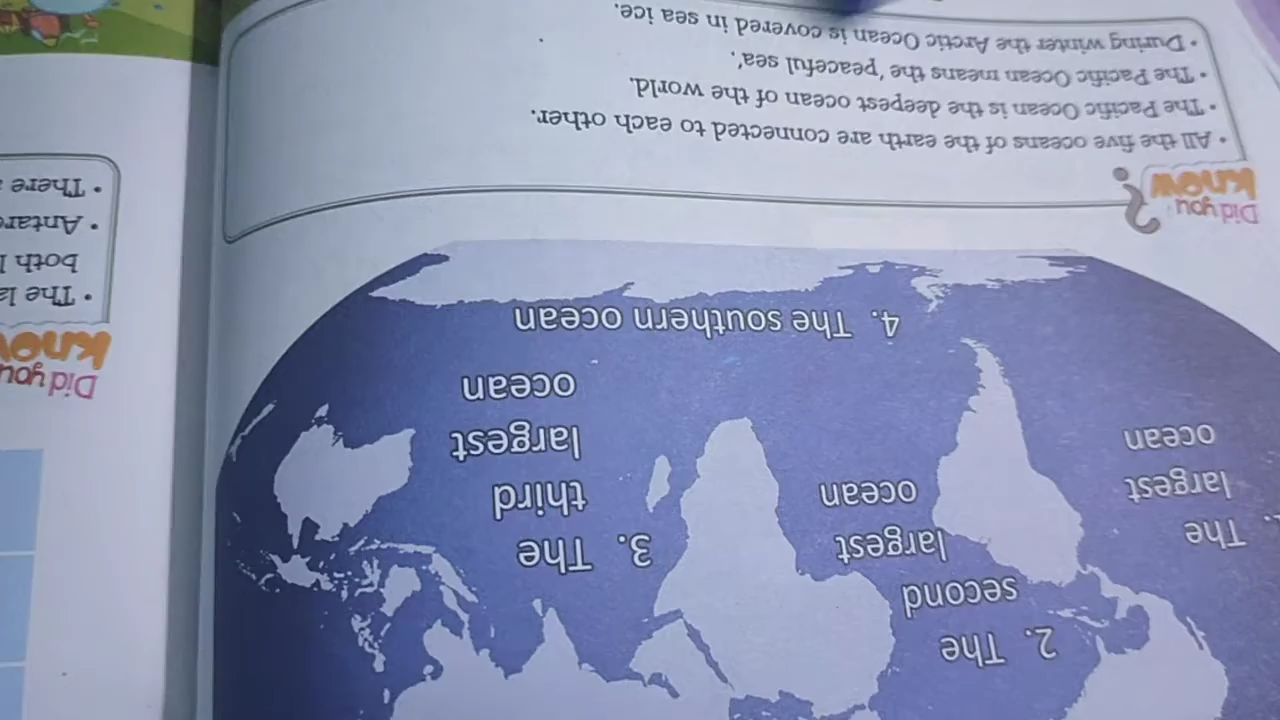 2. The
second
largest
ocean
. The
largest
ocean
3. The
third
largest
ocean
4. The southern ocean
Did you
know
?
• All the five oceans of the earth are connected to each other.
• The Pacific Ocean is the deepest ocean of the world.
• The Pacific Ocean means the 'peaceful sea'.
• During winter the Arctic Ocean is covered in sea ice.
Did you
know
• The
both
• There